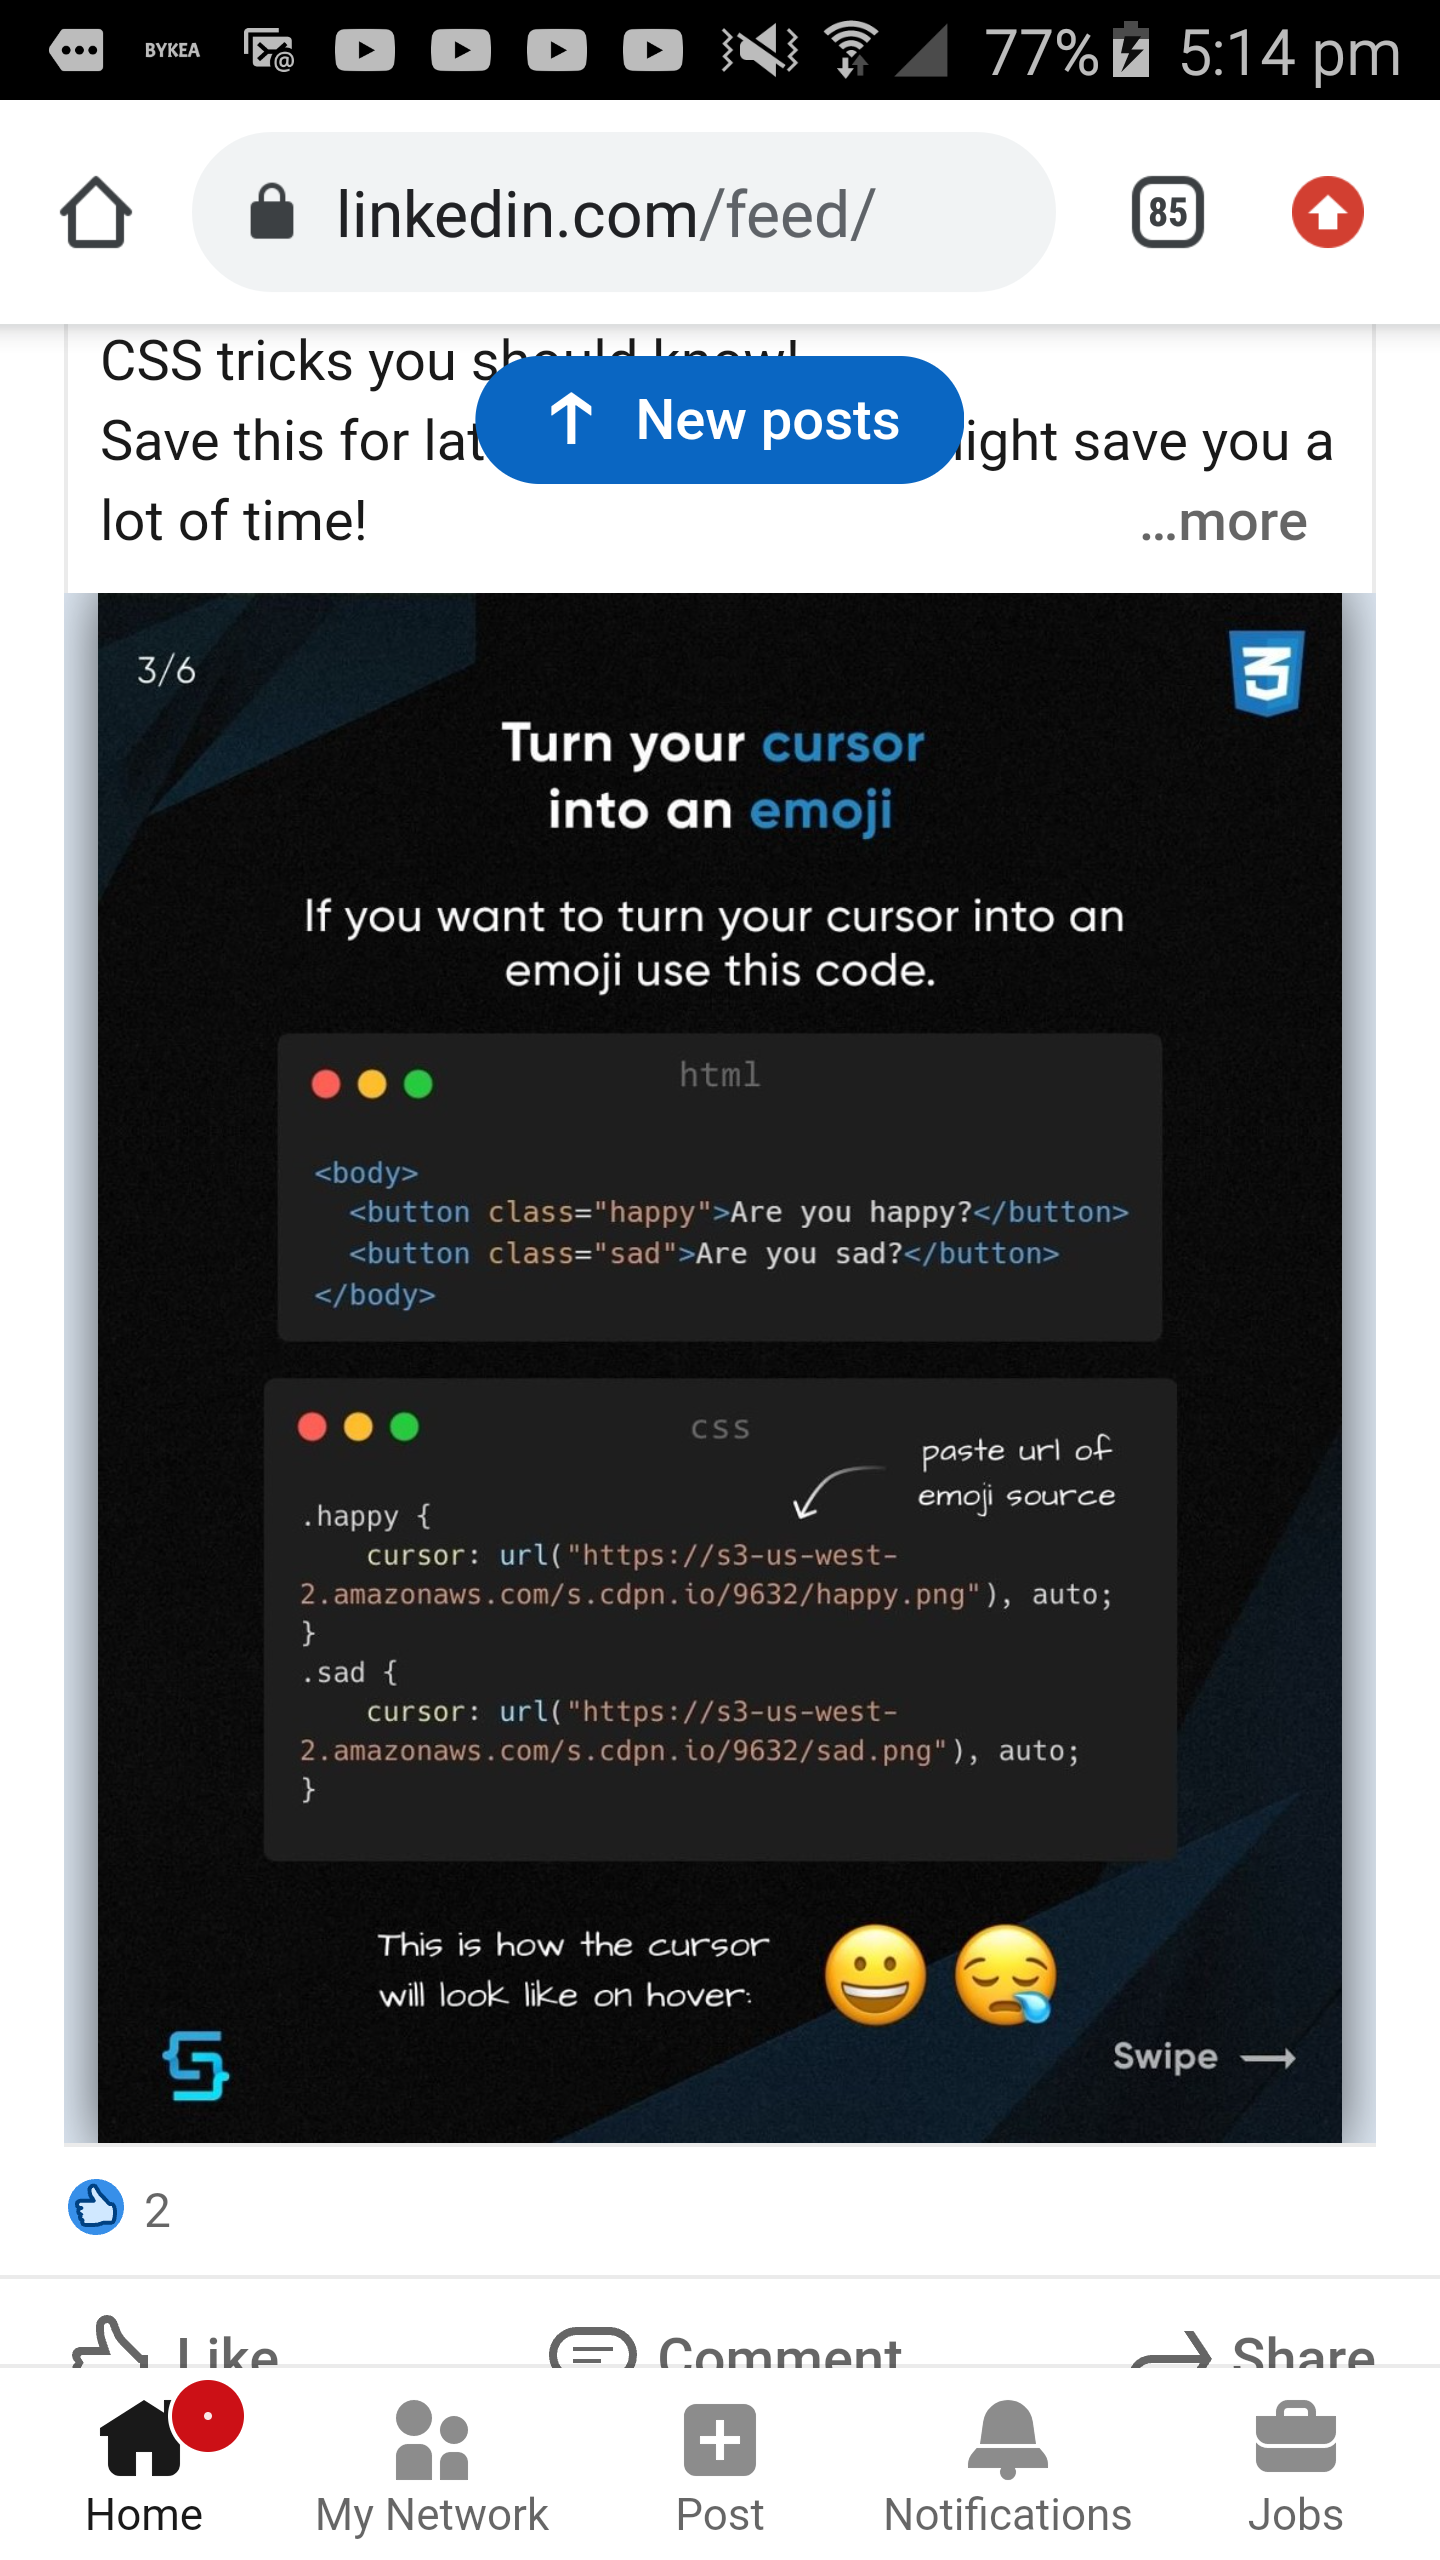 BYKEA 77% 5:14 pm
linkedin.com/feed/ 85
CSS tricks you should know!
New posts
Save this for save you a
lot of time! ...more
3/6
Turn your cursor
into an emoji
If you want to turn your cursor into an
emoji use this code.
html
<body>
<button class="happy">Are you happy?</button>
<button class="sad">Are you sad?</button>
</body>
css
paste url of
emoji source
.happy {
cursor: url("https://s3-us-west-
2.amazonaws.com/s.cdpn.io/9632/happy.png"), auto;
}
.sad {
cursor: url("https://s3-us-west-
2.amazonaws.com/s.cdpn.io/9632/sad.png"), auto;
}
This is how the cursor
will look like on hover:
Swipe
2
Like Comment Share
Home My Network Post Notifications Jobs